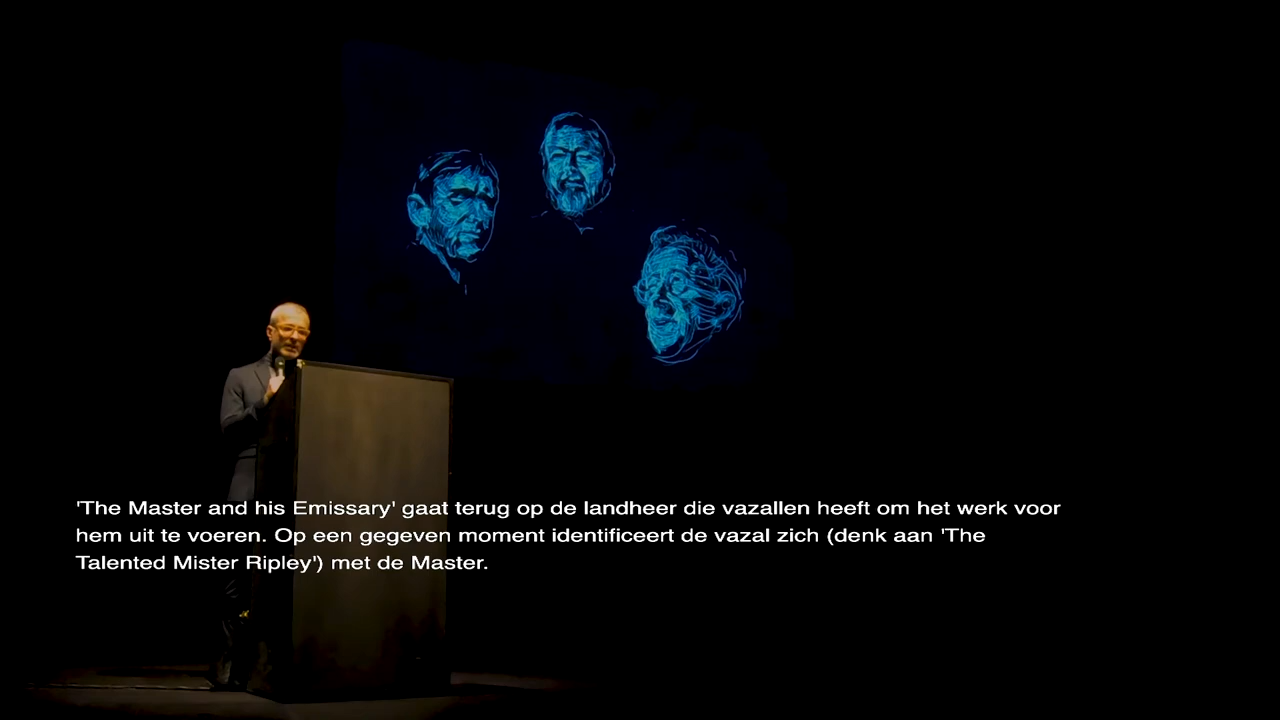 'The Master and his Emissary' gaat terug op de landheer die vazallen heeft om het werk voor
hem uit te voeren. Op een gegeven moment identificeert de vazal zich (denk aan 'The
Talented Mister Ripley') met de Master.